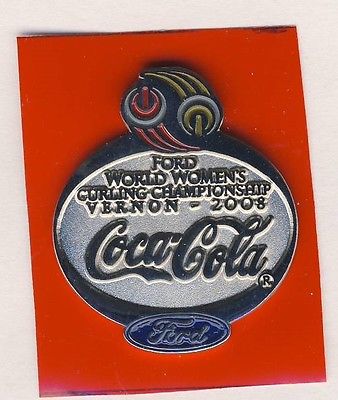 FORD
WORLD WOMEN'S
CURLING CHAMPIONSHIP
VERNON - 2008
Coca-Cola ®
Ford